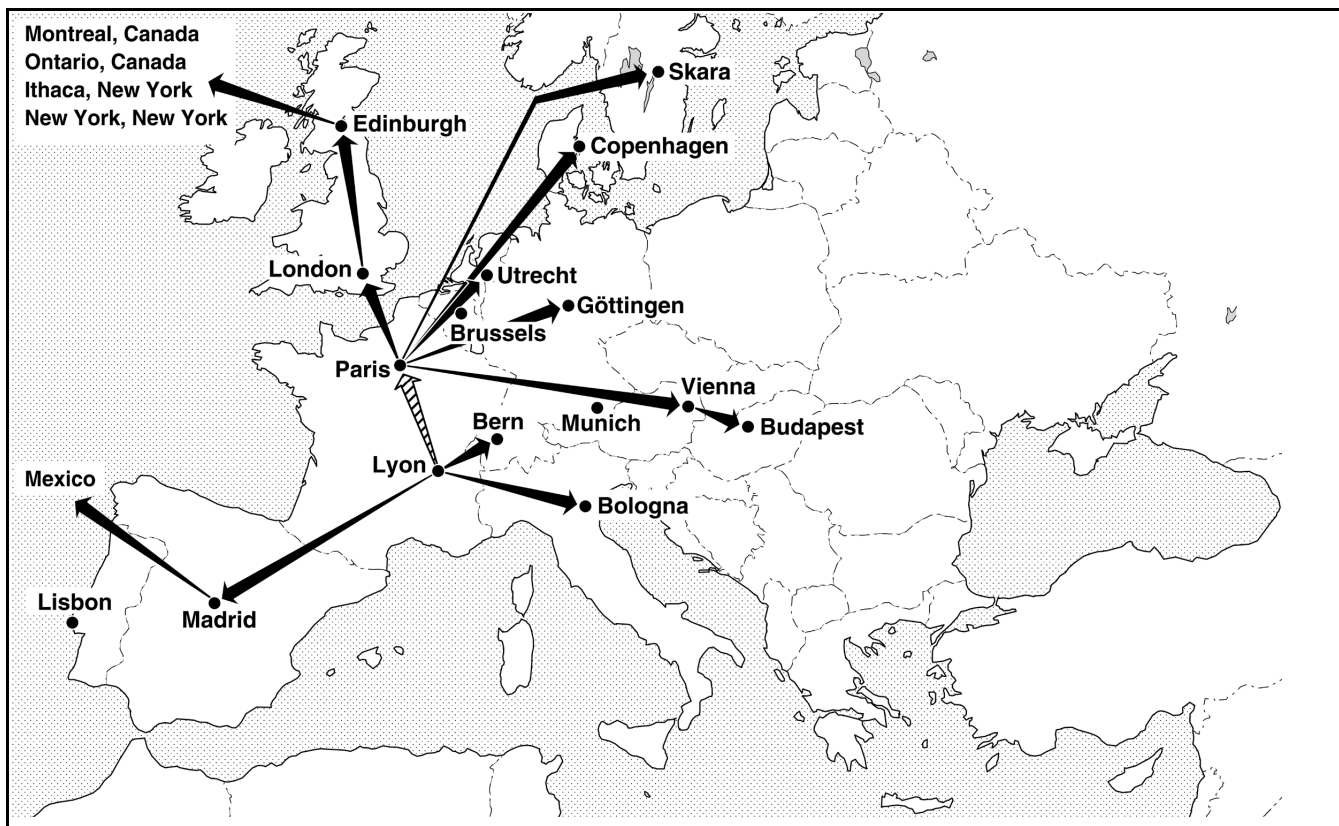 Montreal, Canada
Ontario, Canada
Ithaca, New York
New York, New York
Skara
Edinburgh
Copenhagen
London
Utrecht
Göttingen
Brussels
Paris
Vienna
Bern
Munich
Budapest
Lyon
Mexico
Bologna
Lisbon
Madrid